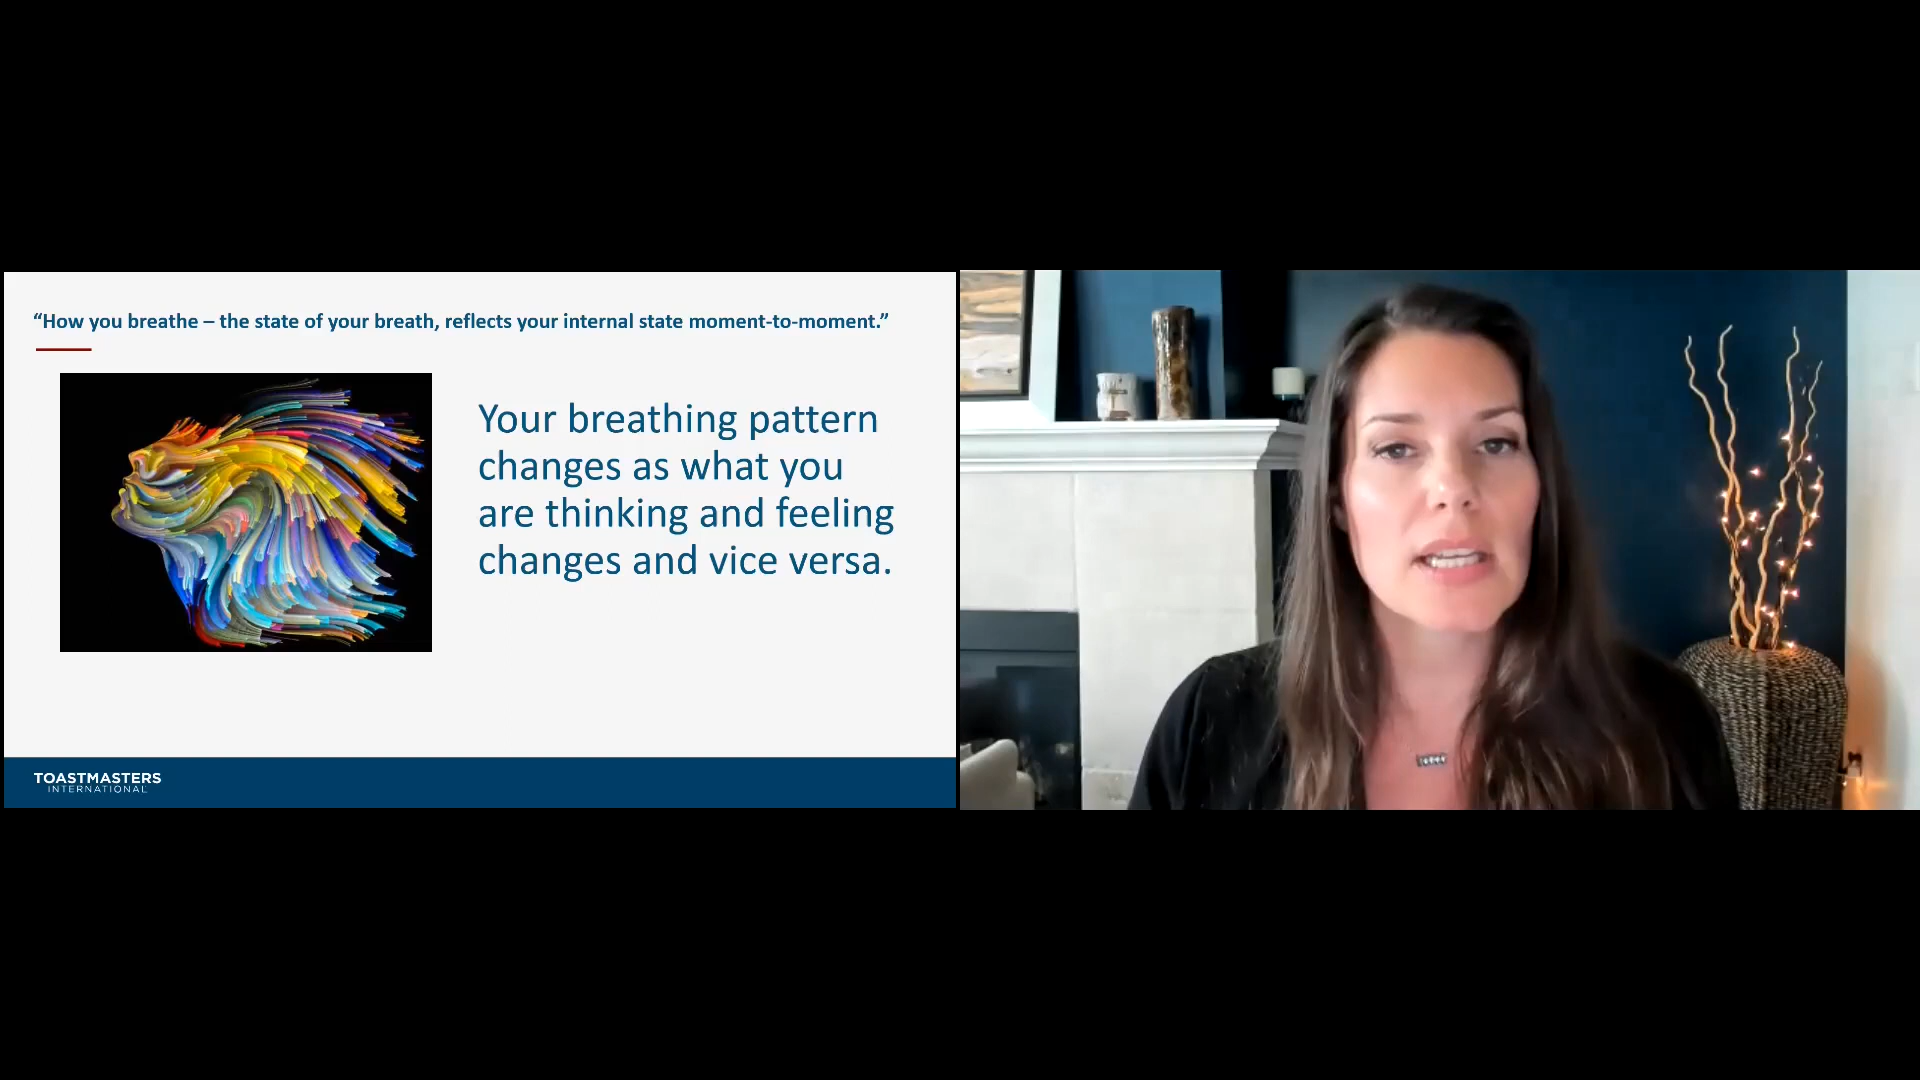 “How you breathe – the state of your breath, reflects your internal state moment-to-moment.”
Your breathing pattern
changes as what you
are thinking and feeling
changes and vice versa.
TOASTMASTERS
INTERNATIONAL